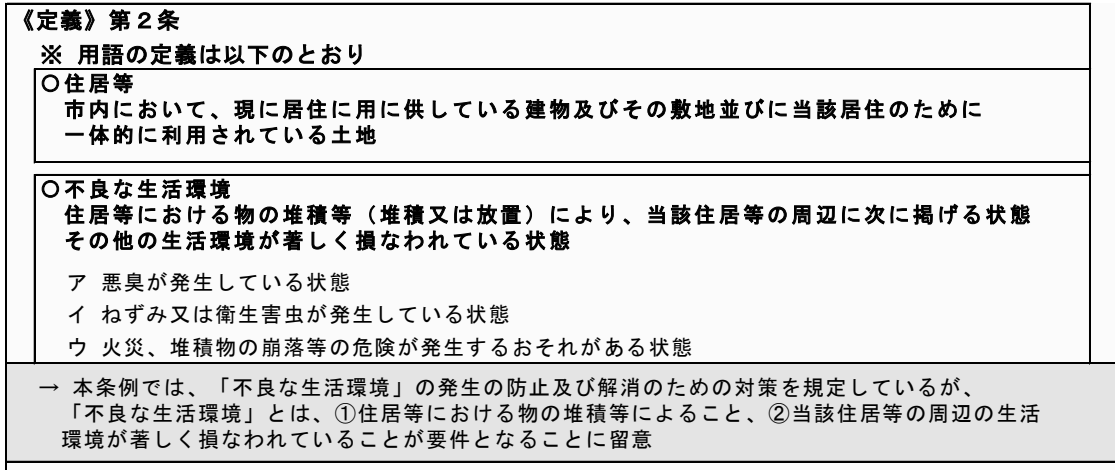 《定義》第２条
※ 用語の定義は以下のとおり
○住居等
市内において、現に居住に用に供している建物及びその敷地並びに当該居住のために
一体的に利用されている土地
○不良な生活環境
住居等における物の堆積等（堆積又は放置）により、当該住居等の周辺に次に掲げる状態
その他の生活環境が著しく損なわれている状態
ア 悪臭が発生している状態
イ ねずみ又は衛生害虫が発生している状態
ウ 火災、堆積物の崩落等の危険が発生するおそれがある状態
→ 本条例では、「不良な生活環境」の発生の防止及び解消のための対策を規定しているが、
「不良な生活環境」とは、①住居等における物の堆積等によること、②当該住居等の周辺の生活
環境が著しく損なわれていることが要件となることに留意